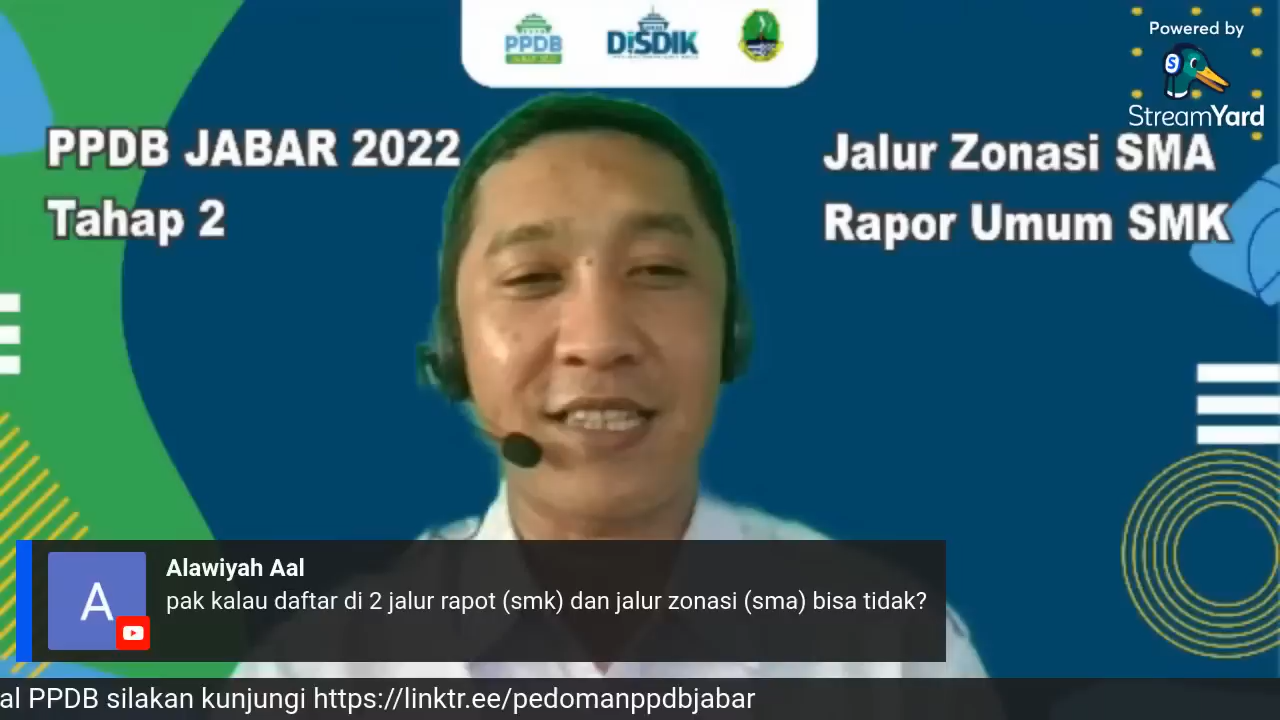 PPDB
DISDIK
Powered by
S
StreamYard
PPDB JABAR 2022
Tahap 2
Jalur Zonasi SMA
Rapor Umum SMK
A
Alawiyah Aal
pak kalau daftar di 2 jalur rapot (smk) dan jalur zonasi (sma) bisa tidak?
al PPDB silakan kunjungi https://linktr.ee/pedomanppdbjabar